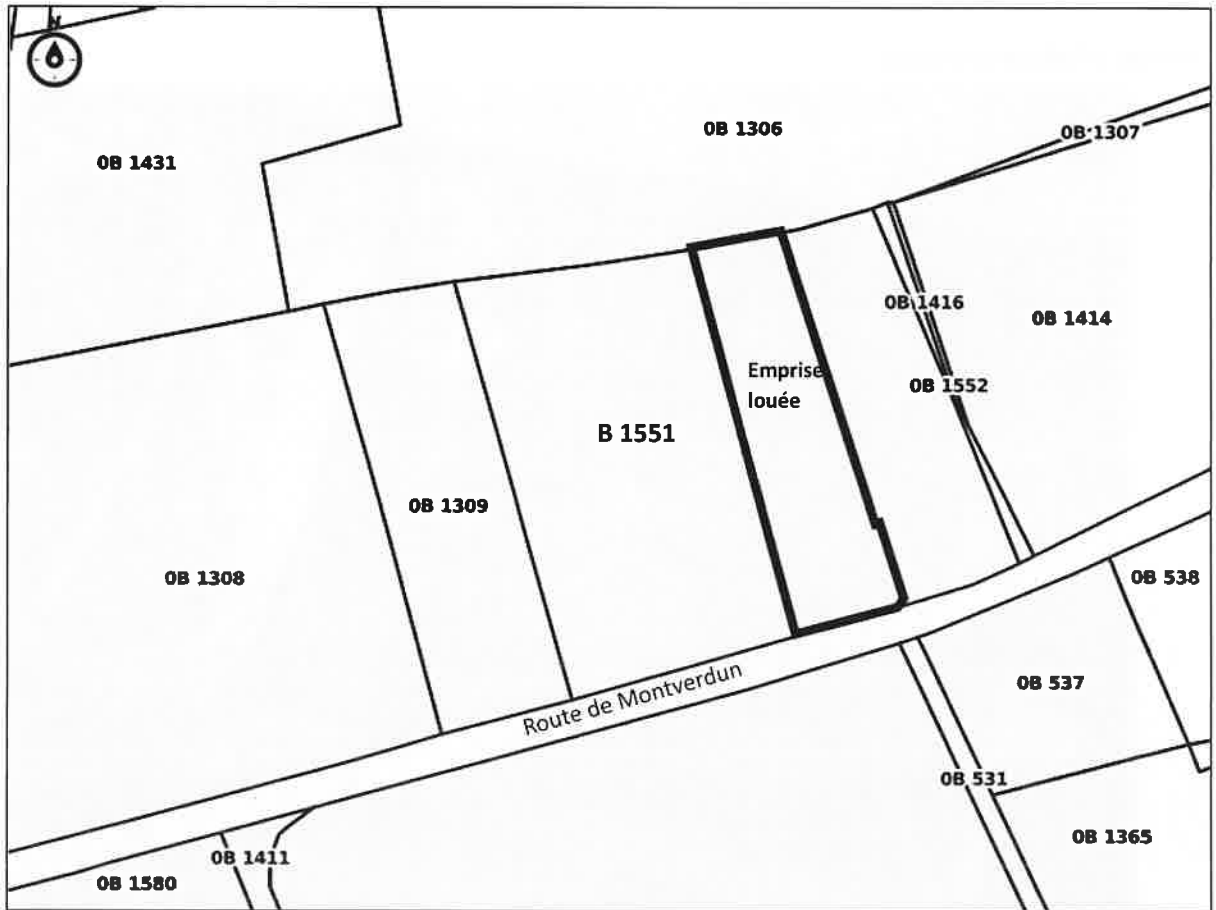 N
0B 1306
0B 1307
0B 1431
0B 1416
0B 1414
Emprise
louée
0B 1552
B 1551
0B 1309
0B 1308
0B 538
0B 537
Route de Montverdun
0B 531
0B 1365
0B 1411
0B 1580